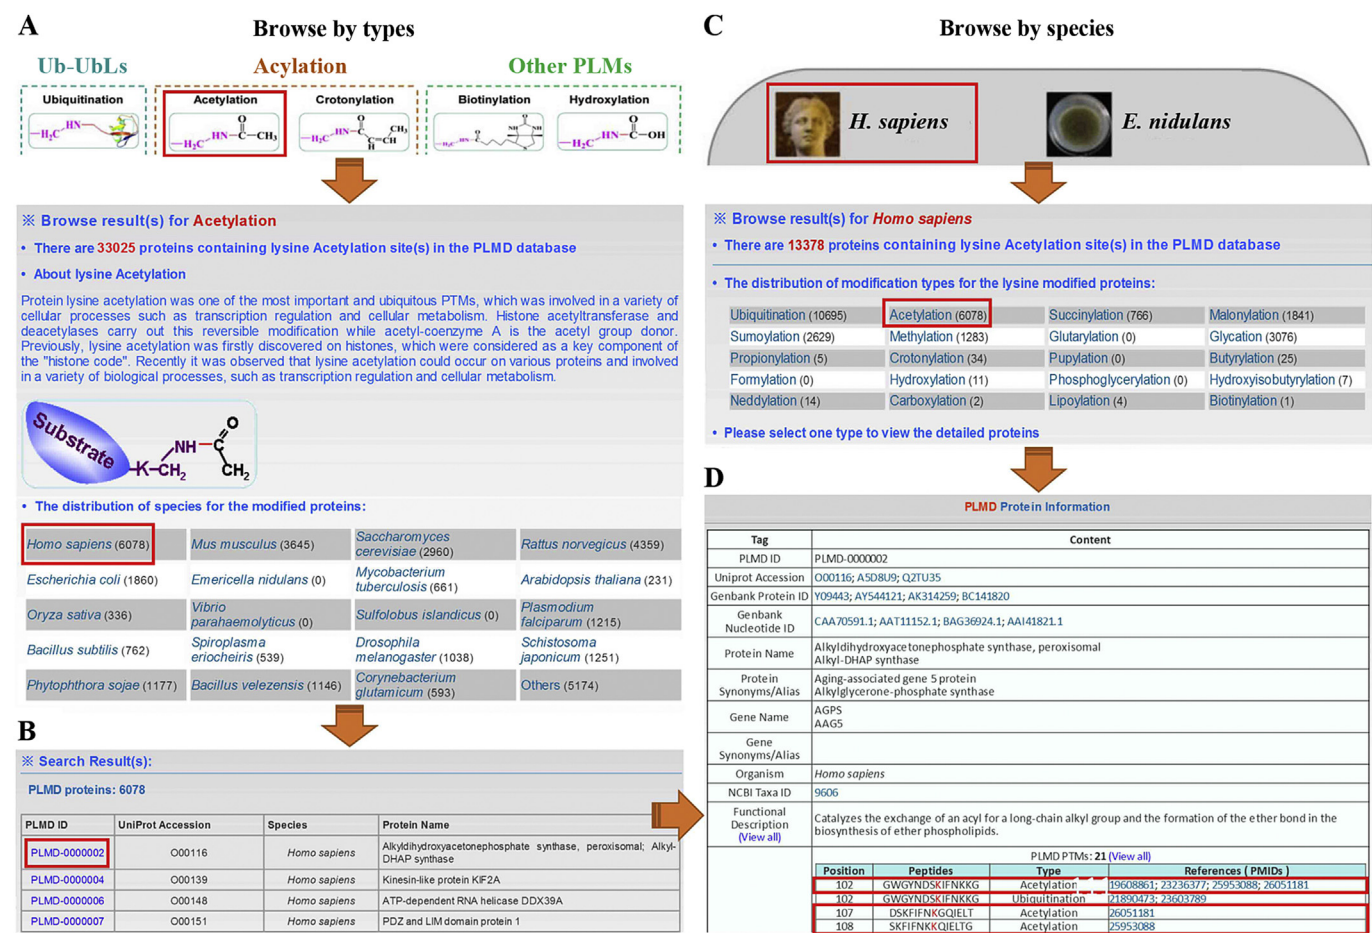 A
Browse by types
Ub-UbLs
Acylation
Other PLMs
Ubiquitination
Acetylation
Crotonylation
Biotinylation
Hydroxylation
※ Browse result(s) for Acetylation
• There are 33025 proteins containing lysine Acetylation site(s) in the PLMD database
• About lysine Acetylation
Protein lysine acetylation was one of the most important and ubiquitous PTMs, which was involved in a variety of
cellular processes such as transcription regulation and cellular metabolism. Histone acetyltransferase and
deacetylases carry out this reversible modification while acetyl-coenzyme A is the acetyl group donor.
Previously, lysine acetylation was firstly discovered on histones, which were considered as a key component of
the "histone code". Recently it was observed that lysine acetylation could occur on various proteins and involved
in a variety of biological processes, such as transcription regulation and cellular metabolism.
Substrate K CH2 NH C O CH2
• The distribution of species for the modified proteins:
Homo sapiens (6078) Mus musculus (3645) Saccharomyces cerevisiae (2960) Rattus norvegicus (4359)
Escherichia coli (1860) Emericella nidulans (0) Mycobacterium tuberculosis (661) Arabidopsis thaliana (231)
Oryza sativa (336) Vibrio parahaemolyticus (0) Sulfolobus islandicus (0) Plasmodium falciparum (1215)
Bacillus subtilis (762) Spiroplasma eriocheiris (539) Drosophila melanogaster (1038) Schistosoma japonicum (1251)
Phytophthora sojae (1177) Bacillus velezensis (1146) Corynebacterium glutamicum (593) Others (5174)
B
※ Search Result(s):
PLMD proteins: 6078
PLMD ID UniProt Accession Species Protein Name
PLMD-0000002 O00116 Homo sapiens Alkyldihydroxyacetonephosphate synthase, peroxisomal; Alkyl-
DHAP synthase
PLMD-0000004 O00139 Homo sapiens Kinesin-like protein KIF2A
PLMD-0000006 O00148 Homo sapiens ATP-dependent RNA helicase DDX39A
PLMD-0000007 O00151 Homo sapiens PDZ and LIM domain protein 1
C
Browse by species
H. sapiens
E. nidulans
※ Browse result(s) for Homo sapiens
• There are 13378 proteins containing lysine Acetylation site(s) in the PLMD database
• The distribution of modification types for the lysine modified proteins:
Ubiquitination (10695) Acetylation (6078) Succinylation (766) Malonylation (1841)
Sumoylation (2629) Methylation (1283) Glutarylation (0) Glycation (3076)
Propionylation (5) Crotonylation (34) Pupylation (0) Butyrylation (25)
Formylation (0) Hydroxylation (11) Phosphoglycerylation (0) Hydroxyisobutyrylation (7)
Neddylation (14) Carboxylation (2) Lipoylation (4) Biotinylation (1)
• Please select one type to view the detailed proteins
D
PLMD Protein Information
Tag Content
PLMD ID PLMD-0000002
Uniprot Accession O00116; A5D8U9; Q2TU35
Genbank Protein ID Y09443; AY544121; AK314259; BC141820
Genbank Nucleotide ID CAA70591.1; AAT11152.1; BAG36924.1; AAI41821.1
Protein Name Alkyldihydroxyacetonephosphate synthase, peroxisomal
Alkyl-DHAP synthase
Protein Synonyms/Alias Aging-associated gene 5 protein
Alkylglycerone-phosphate synthase
Gene Name AGPS
AAG5
Gene Synonyms/Alias
Organism Homo sapiens
NCBI Taxa ID 9606
Functional Description (View all) Catalyzes the exchange of an acyl for a long-chain alkyl group and the formation of the ether bond in the
biosynthesis of ether phospholipids.
PLMD PTMs: 21 (View all)
Position Peptides Type References ( PMIDs )
102 GWGYNDSKIFNKKG Acetylation 19608861; 23236377; 25953088; 26051181
102 GWGYNDSKIFNKKG Ubiquitination 21890473; 23603789
107 DSKFIFNKKGQIELT Acetylation 26051181
108 SKFIFNKKQIELTG Acetylation 25953088